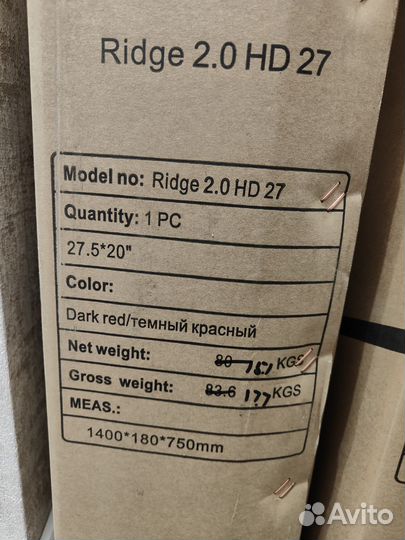 Ridge 2.0 HD 27
Model no: Ridge 2.0 HD 27
Quantity: 1 PC
27.5*20"
Color:
Dark red/темный красный
Net weight: 80 KGS
Gross weight: 83.6 KGS
MEAS.:
1400*180*750mm
Avito